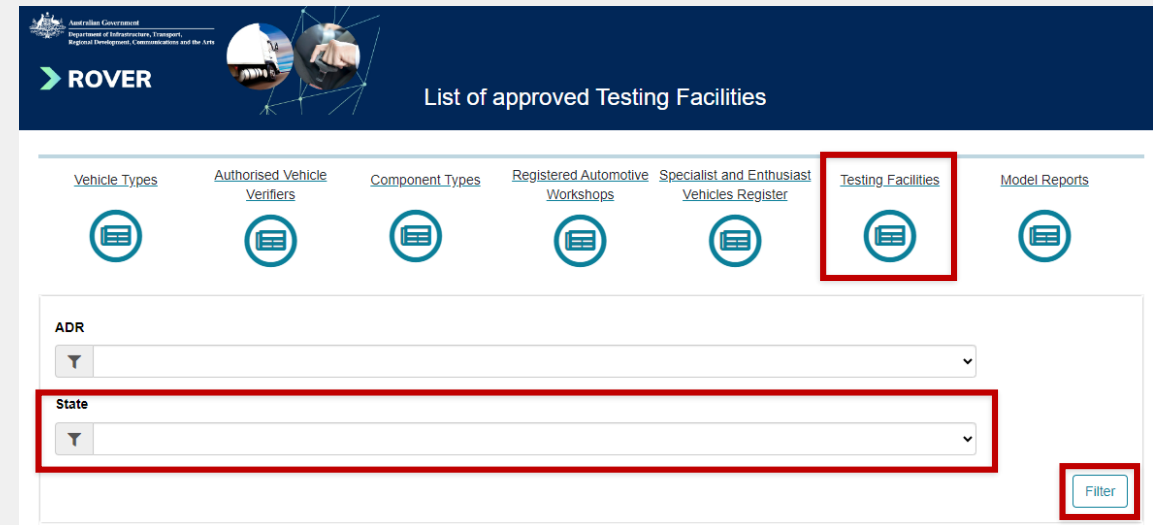 Australian Government
Department of Infrastructure, Transport,
Regional Development, Communications and the Arts
ROVER
List of approved Testing Facilities
Vehicle Types
Authorised Vehicle
Verifiers
Component Types
Registered Automotive
Workshops
Specialist and Enthusiast
Vehicles Register
Testing Facilities
Model Reports
ADR
State
Filter